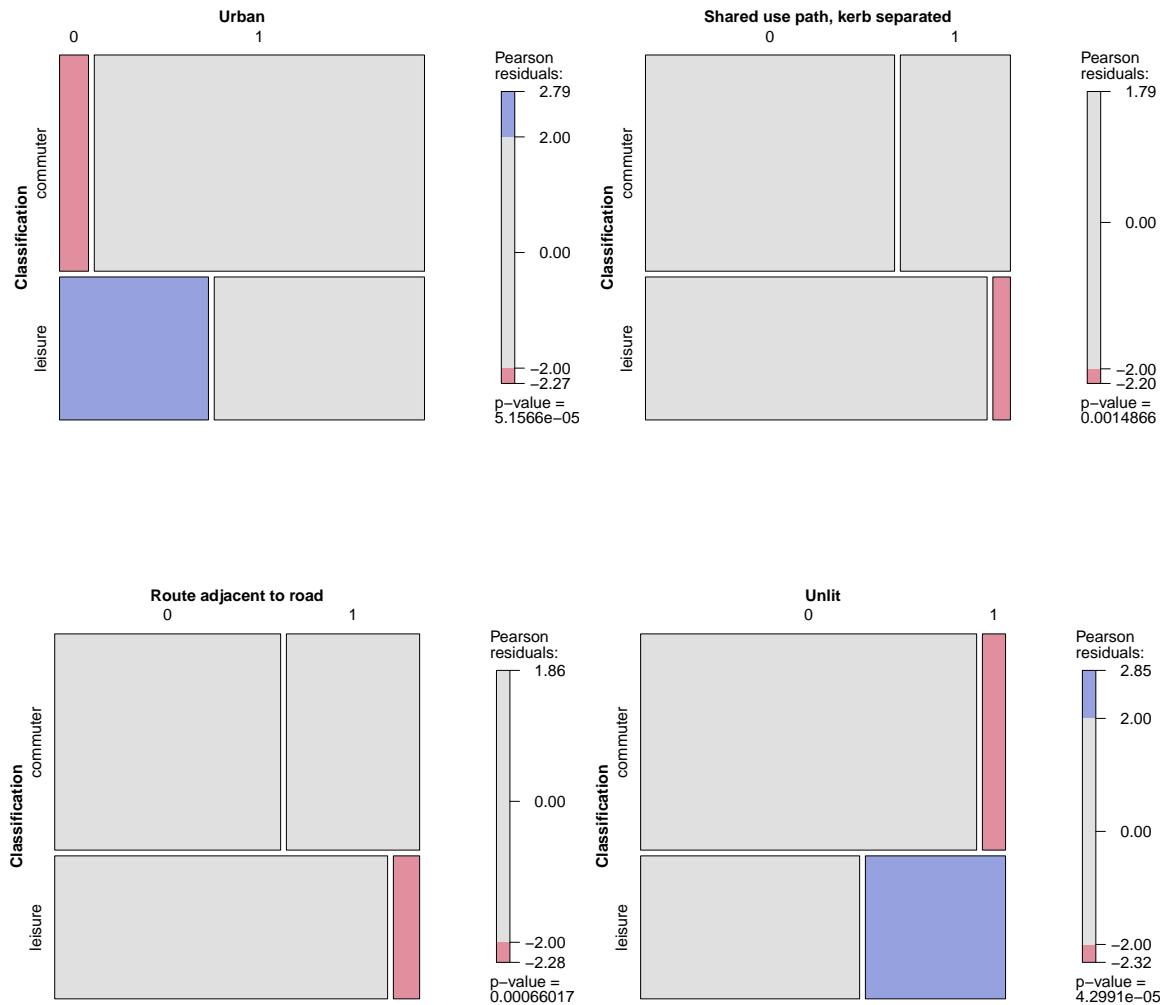 Urban
0 1
Classification
commuter
leisure
Pearson
residuals:
2.79
2.00
0.00
−2.00
−2.27
p−value =
5.1566e−05
Shared use path, kerb separated
0 1
Classification
commuter
leisure
Pearson
residuals:
1.79
0.00
−2.00
−2.20
p−value =
0.0014866
Route adjacent to road
0 1
Classification
commuter
leisure
Pearson
residuals:
1.86
0.00
−2.00
−2.28
p−value =
0.00066017
Unlit
0 1
Classification
commuter
leisure
Pearson
residuals:
2.85
2.00
0.00
−2.00
−2.32
p−value =
4.2991e−05